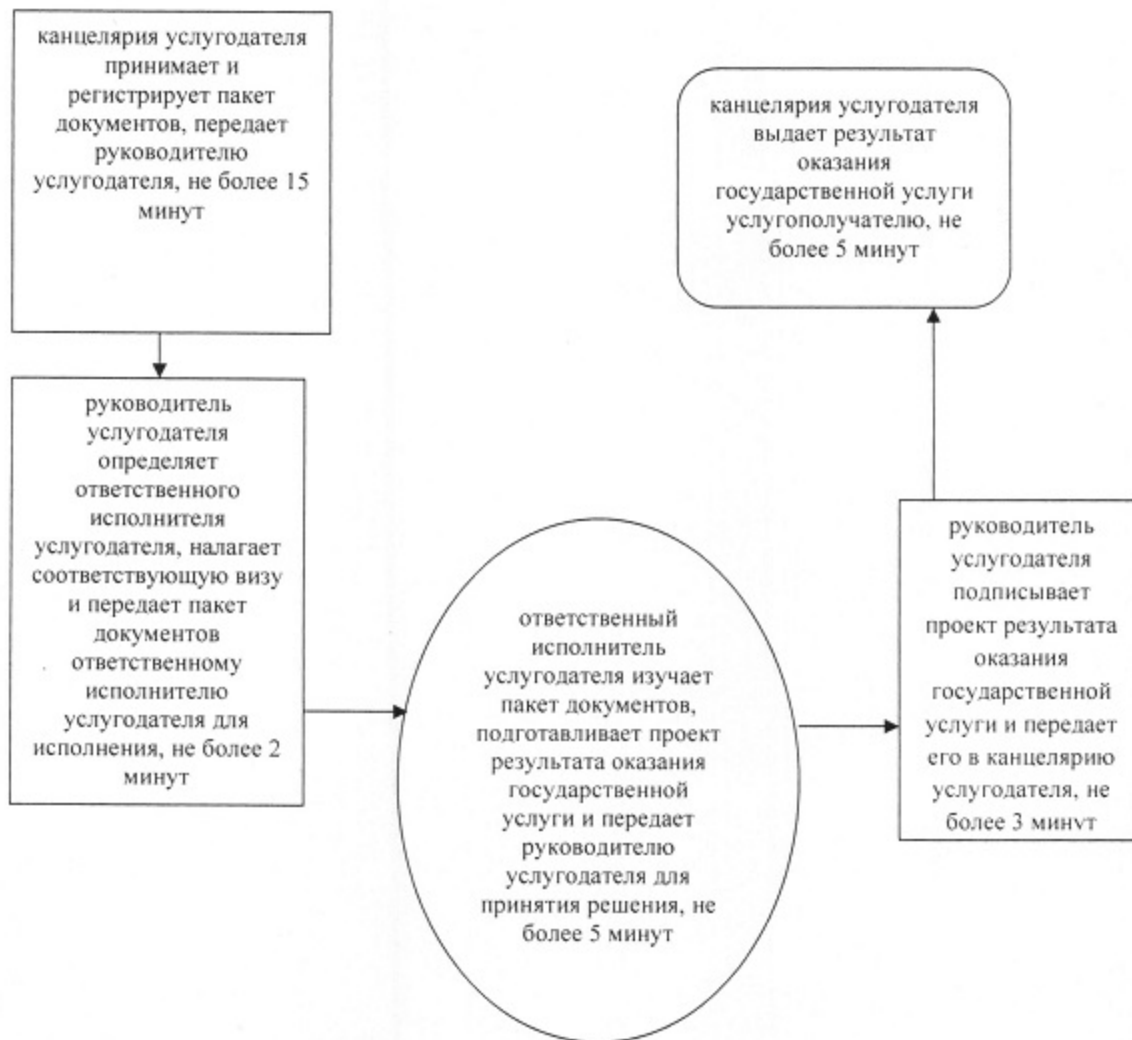 канцелярия услугодателя
принимает и
регистрирует пакет
документов, передает
руководителю
услугодателя, не более 15
минут
руководитель
услугодателя
определяет
ответственного
исполнителя
услугодателя, налагает
соответствующую визу
и передает пакет
документов
ответственному
исполнителю
услугодателя для
исполнения, не более 2
минут
ответственный
исполнитель
услугодателя изучает
пакет документов,
подготавливает проект
результата оказания
государственной
услуги и передает
руководителю
услугодателя для
принятия решения, не
более 5 минут
руководитель
услугодателя
подписывает
проект результата
оказания
государственной
услуги и передает
его в канцелярию
услугодателя, не
более 3 минут
канцелярия услугодателя
выдает результат
оказания
государственной услуги
услугополучателю, не
более 5 минут